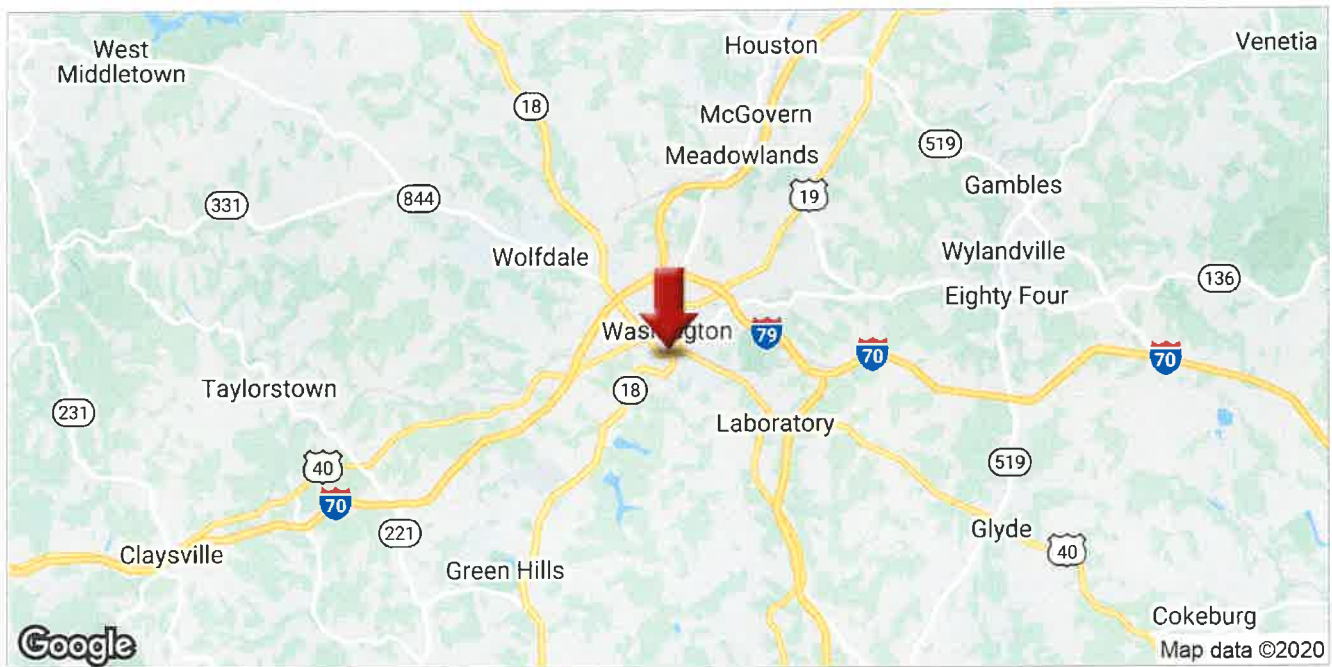 West
Middletown
Houston
Venetia
18
McGovern
519
Meadowlands
Gambles
19
331
844
Wolfdale
Wylandville
136
Eighty Four
Washington
79
70
70
Taylorstown
18
231
Laboratory
40
519
70
221
Glyde
Claysville
40
Green Hills
Cokeburg
Google
Map data ©2020